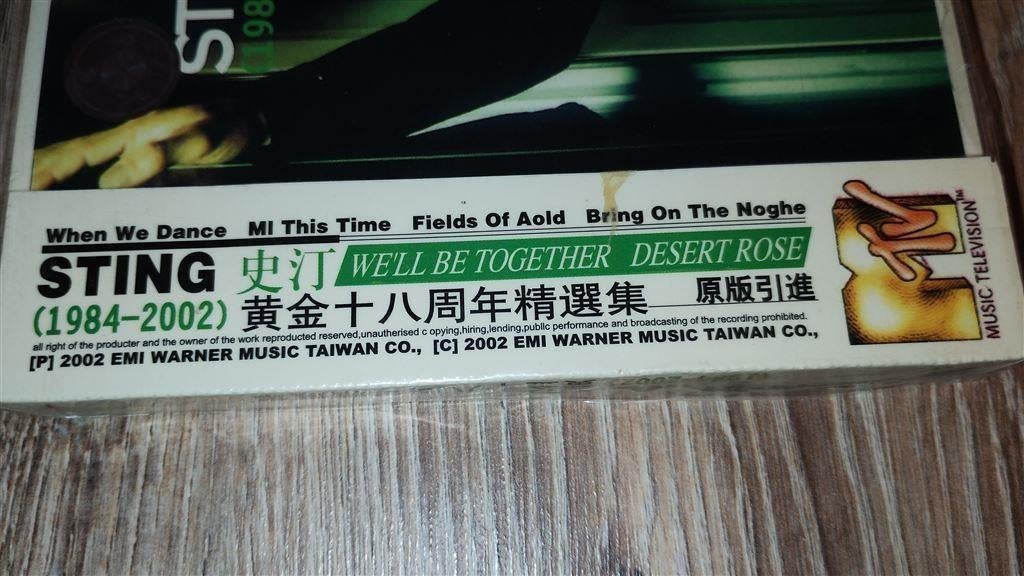 ST
198
When We Dance MI This Time Fields Of Aold Bring On The Noghe
STING 史汀 WE'LL BE TOGETHER DESERT ROSE
(1984-2002) 黄金十八周年精選集 原版引進
all right of the producter and the owner of the work reproducted reserved,unauthorised c opying,hiring,lending,public performance and broadcasting of the recording prohibited.
[P] 2002 EMI WARNER MUSIC TAIWAN CO., [C] 2002 EMI WARNER MUSIC TAIWAN CO.,
MTV
MUSIC TELEVISION™